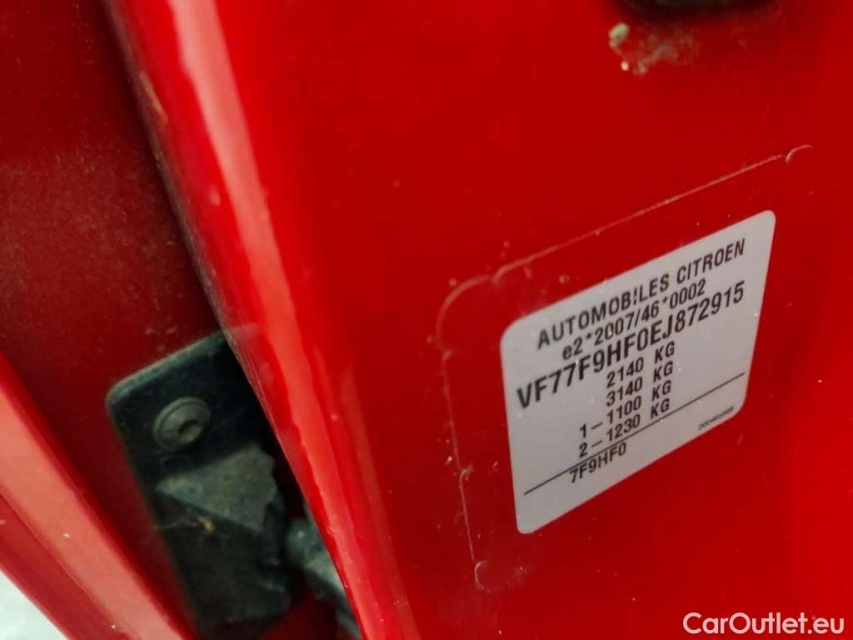 AUTOMOBILES CITROEN
e2*2007/46*0002
VF77F9HF0EJ872915
2140 KG
3140 KG
1-1100 KG
2-1230 KG
7F9HF0
CarOutlet.eu